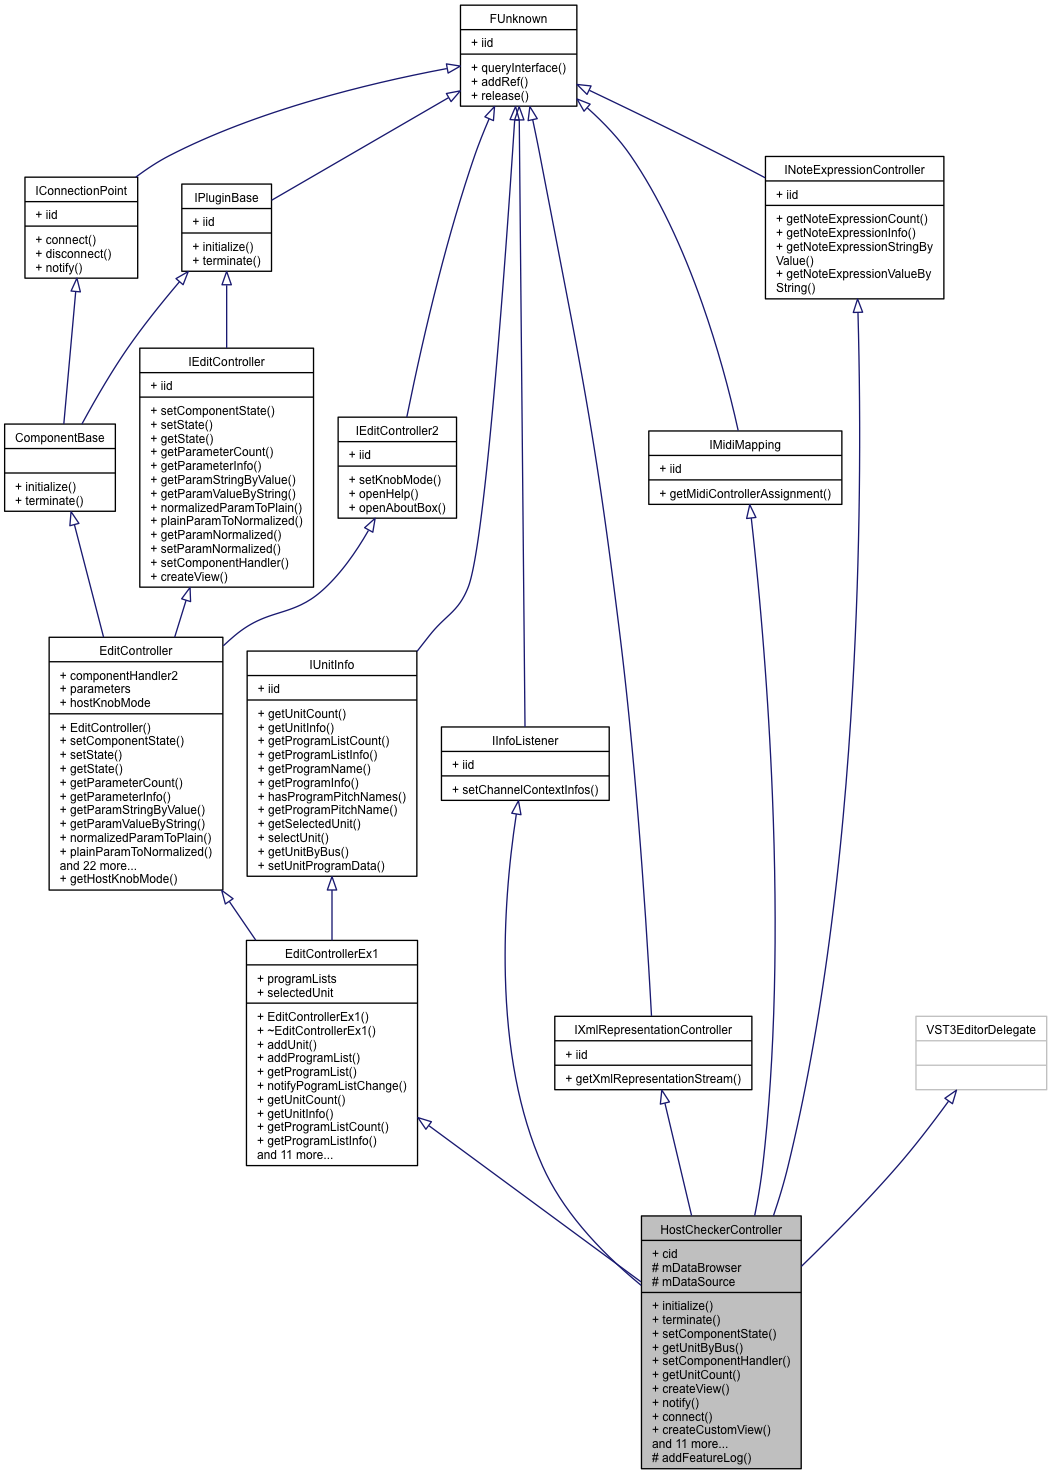 FUnknown
+ iid
+ queryInterface()
+ addRef()
+ release()
IConnectionPoint
+ iid
+ connect()
+ disconnect()
+ notify()
IPluginBase
+ iid
+ initialize()
+ terminate()
INoteExpressionController
+ iid
+ getNoteExpressionCount()
+ getNoteExpressionInfo()
+ getNoteExpressionStringBy
Value()
+ getNoteExpressionValueBy
String()
IEditController
+ iid
+ setComponentState()
+ setState()
+ getState()
+ getParameterCount()
+ getParameterInfo()
+ getParamStringByValue()
+ getParamValueByString()
+ normalizedParamToPlain()
+ plainParamToNormalized()
+ getParamNormalized()
+ setParamNormalized()
+ setComponentHandler()
+ createView()
ComponentBase
+ initialize()
+ terminate()
IEditController2
+ iid
+ setKnobMode()
+ openHelp()
+ openAboutBox()
IMidiMapping
+ iid
+ getMidiControllerAssignment()
EditController
+ componentHandler2
+ parameters
+ hostKnobMode
+ EditController()
+ setComponentState()
+ setState()
+ getState()
+ getParameterCount()
+ getParameterInfo()
+ getParamStringByValue()
+ getParamValueByString()
+ normalizedParamToPlain()
+ plainParamToNormalized()
and 22 more...
+ getHostKnobMode()
IUnitInfo
+ iid
+ getUnitCount()
+ getUnitInfo()
+ getProgramListCount()
+ getProgramListInfo()
+ getProgramName()
+ getProgramInfo()
+ hasProgramPitchNames()
+ getProgramPitchName()
+ getSelectedUnit()
+ selectUnit()
+ getUnitByBus()
+ setUnitProgramData()
IInfoListener
+ iid
+ setChannelContextInfos()
EditControllerEx1
+ programLists
+ selectedUnit
+ EditControllerEx1()
+ ~EditControllerEx1()
+ addUnit()
+ addProgramList()
+ getProgramList()
+ notifyPogramListChange()
+ getUnitCount()
+ getUnitInfo()
+ getProgramListCount()
+ getProgramListInfo()
and 11 more...
IXmlRepresentationController
+ iid
+ getXmlRepresentationStream()
VST3EditorDelegate
HostCheckerController
+ cid
# mDataBrowser
# mDataSource
+ initialize()
+ terminate()
+ setComponentState()
+ getUnitByBus()
+ setComponentHandler()
+ getUnitCount()
+ createView()
+ notify()
+ connect()
+ createCustomView()
and 11 more...
# addFeatureLog()